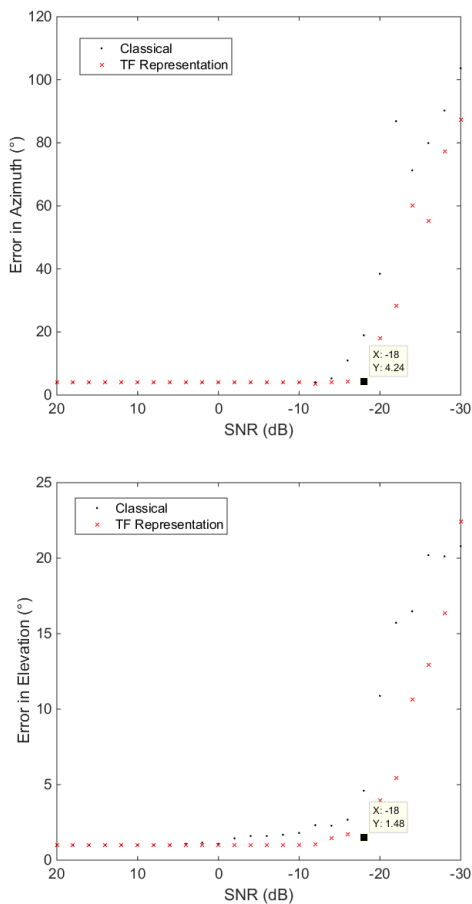 120
100
80
60
40
20
0
Error in Azimuth (°)
Classical
TF Representation
X: -18
Y: 4.24
20
10
0
-10
-20
-30
SNR (dB)
25
20
15
10
5
0
Error in Elevation (°)
Classical
TF Representation
X: -18
Y: 1.48
20
10
0
-10
-20
-30
SNR (dB)